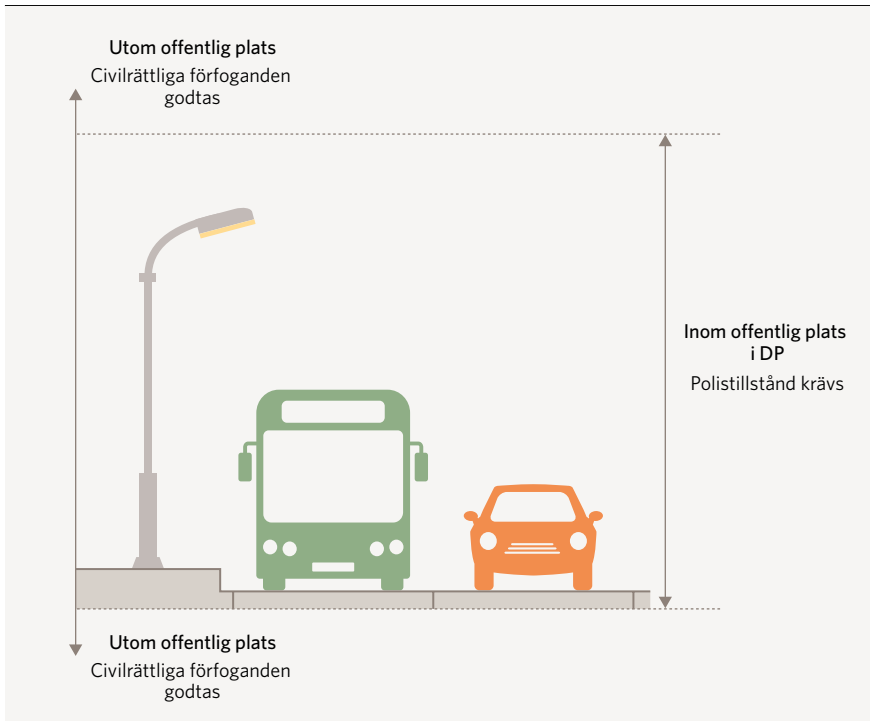 Utom offentlig plats
Civilrättliga förfoganden
godtas
Inom offentlig plats
i DP
Polistillstånd krävs
Utom offentlig plats
Civilrättliga förfoganden
godtas